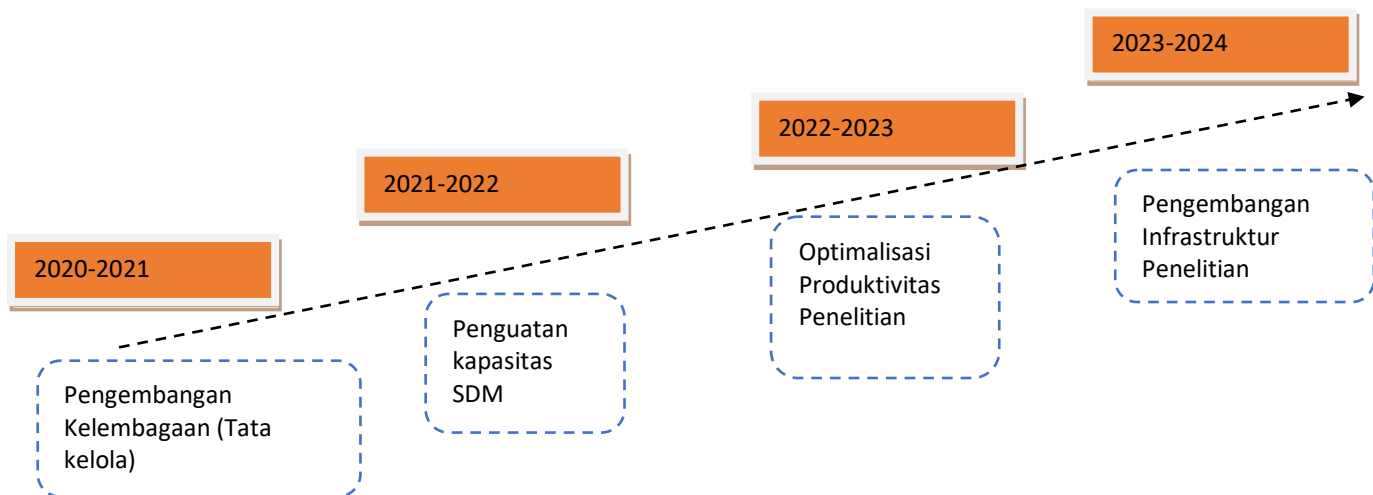 2020-2021
Pengembangan
Kelembagaan (Tata
kelola)
2021-2022
Penguatan
kapasitas
SDM
2022-2023
Optimalisasi
Produktivitas
Penelitian
2023-2024
Pengembangan
Infrastruktur
Penelitian